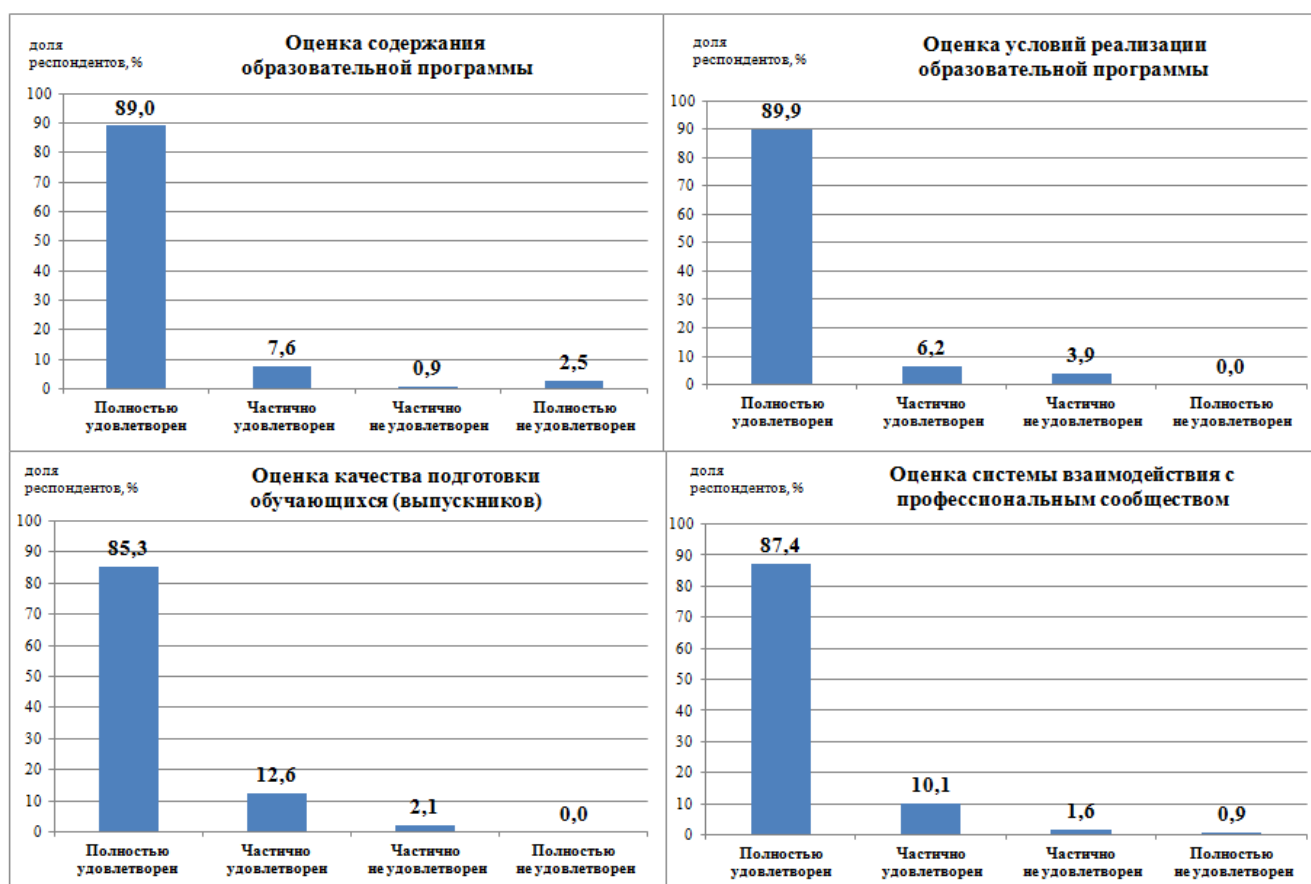 доля
респондентов, %
Оценка содержания
образовательной программы
100
90
80
70
60
50
40
30
20
10
0
89,0
7,6
0,9
2,5
Полностью
удовлетворен
Частично
удовлетворен
Частично
не удовлетворен
Полностью
не удовлетворен
доля
респондентов, %
Оценка условий реализации
образовательной программы
100
90
80
70
60
50
40
30
20
10
0
89,9
6,2
3,9
0,0
Полностью
удовлетворен
Частично
удовлетворен
Частично
не удовлетворен
Полностью
не удовлетворен
доля
респондентов, %
Оценка качества подготовки
обучающихся (выпускников)
100
90
80
70
60
50
40
30
20
10
0
85,3
12,6
2,1
0,0
Полностью
удовлетворен
Частично
удовлетворен
Частично
не удовлетворен
Полностью
не удовлетворен
доля
респондентов, %
Оценка системы взаимодействия с
профессиональным сообществом
100
90
80
70
60
50
40
30
20
10
0
87,4
10,1
1,6
0,9
Полностью
удовлетворен
Частично
удовлетворен
Частично
не удовлетворен
Полностью
не удовлетворен